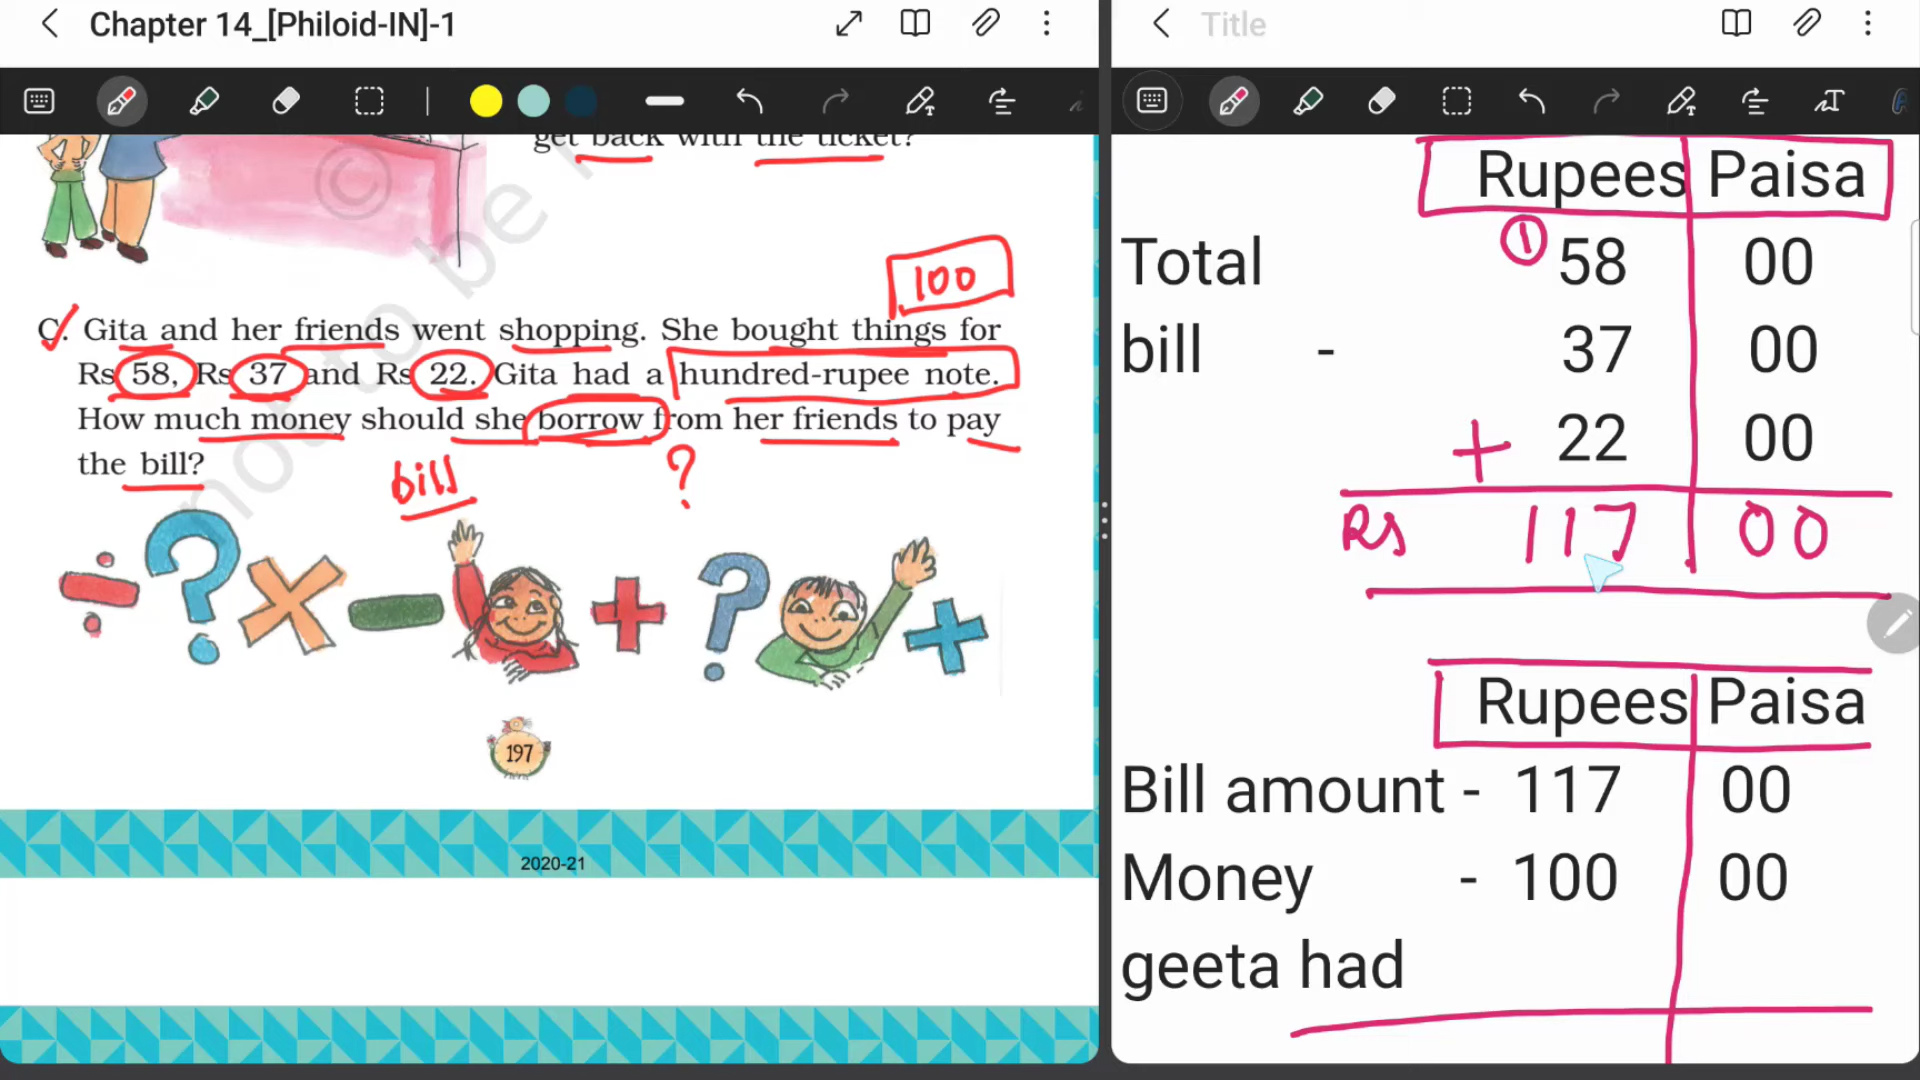 Chapter 14_[Philoid-IN]-1
get back with the ticket?
© not to be r
100
C. Gita and her friends went shopping. She bought things for
Rs 58, Rs 37 and Rs 22. Gita had a hundred-rupee note.
How much money should she borrow from her friends to pay
the bill?
bill
?
÷ ? × − + ? +
197
2020-21
Title
Rupees Paisa
1
Total 58 00
bill - 37 00
+ 22 00
Rs 117.00
Rupees Paisa
Bill amount - 117 00
Money - 100 00
geeta had